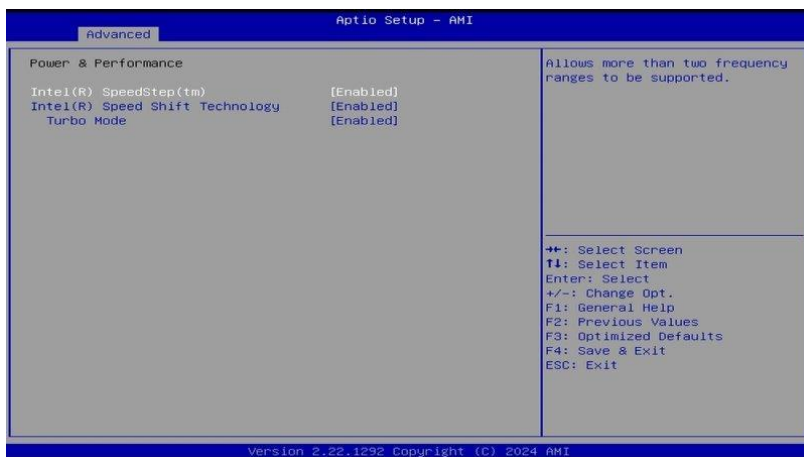 Aptio Setup - AMI
Advanced
Power & Performance
Intel(R) SpeedStep(tm) [Enabled]
Intel(R) Speed Shift Technology [Enabled]
Turbo Mode [Enabled]
Allows more than two frequency
ranges to be supported.
→←: Select Screen
↑↓: Select Item
Enter: Select
+/-: Change Opt.
F1: General Help
F2: Previous Values
F3: Optimized Defaults
F4: Save & Exit
ESC: Exit
Version 2.22.1292 Copyright (C) 2024 AMI